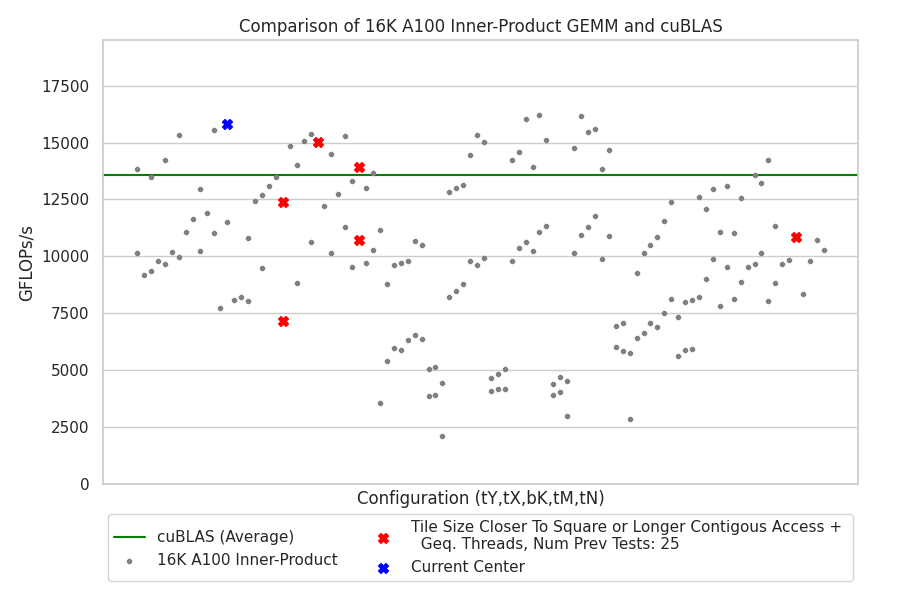 Comparison of 16K A100 Inner-Product GEMM and cuBLAS
17500
15000
12500
10000
7500
5000
2500
0
GFLOPs/s
Configuration (tY,tX,bK,tM,tN)
cuBLAS (Average)
16K A100 Inner-Product
Tile Size Closer To Square or Longer Contigous Access +
Geq. Threads, Num Prev Tests: 25
Current Center